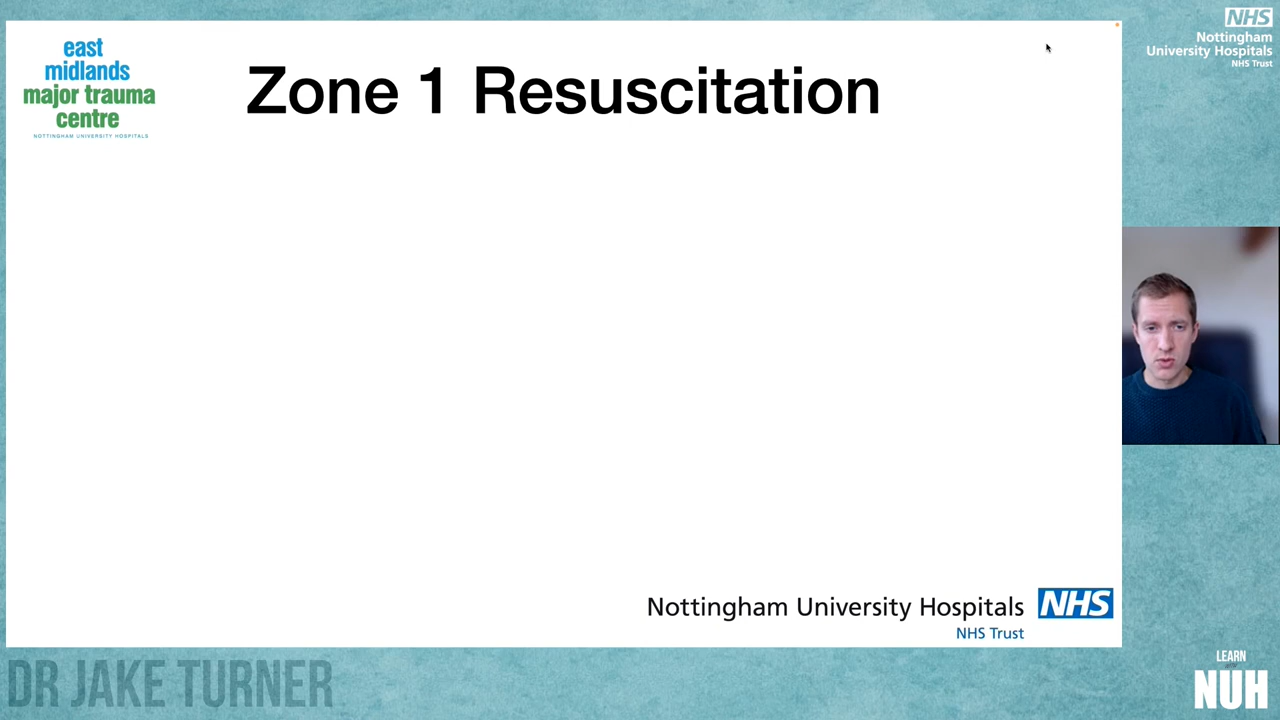 east
midlands
major trauma
centre
NOTTINGHAM UNIVERSITY HOSPITALS
Zone 1 Resuscitation
NHS
Nottingham
University Hospitals
NHS Trust
Nottingham University Hospitals NHS
NHS Trust
DR JAKE TURNER
LEARN
NUH